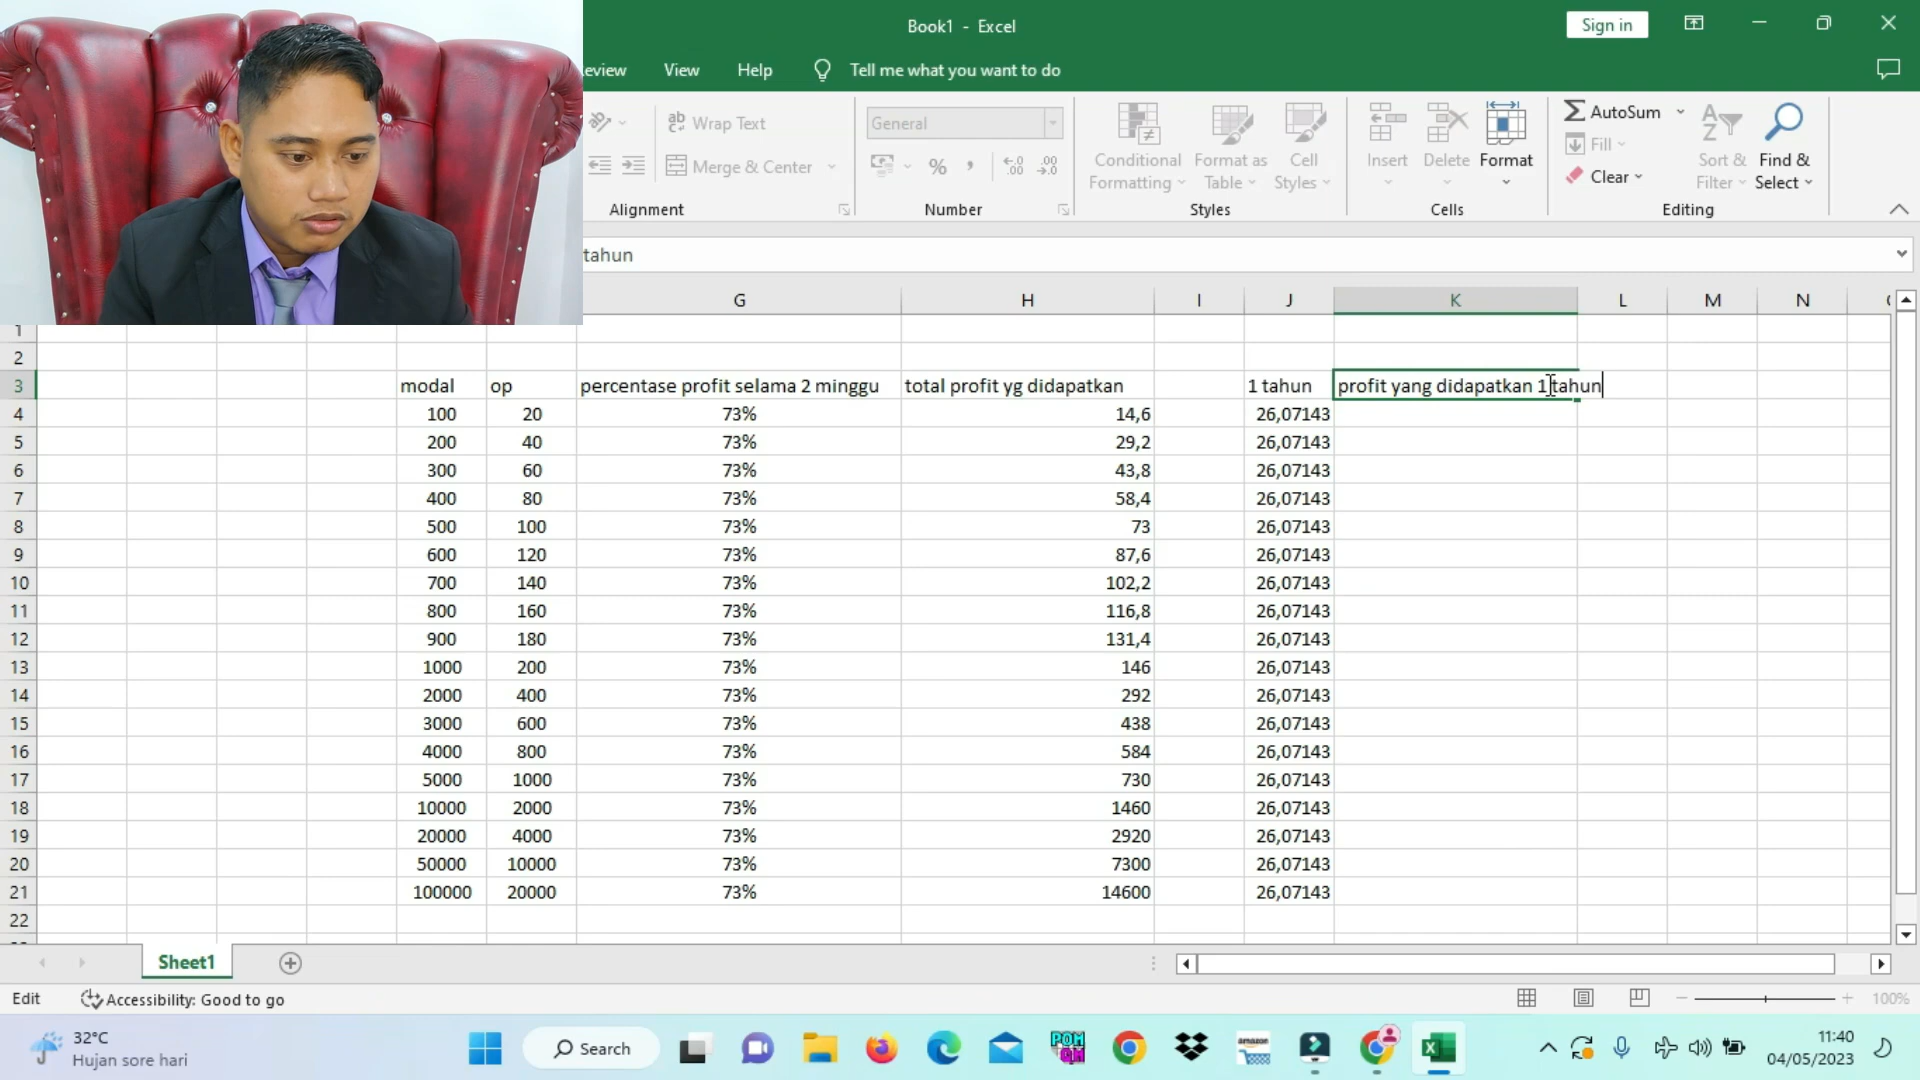 Book1 - Excel
Sign in
eview View Help Tell me what you want to do
Wrap Text
Merge & Center
Alignment
General
Number
Conditional Formatting
Format as Table
Cell Styles
Styles
Insert
Delete
Format
Cells
AutoSum
Fill
Clear
Sort & Filter
Find & Select
Editing
tahun
G H I J K L M N
1
2
3 modal op percentase profit selama 2 minggu total profit yg didapatkan 1 tahun profit yang didapatkan 1 tahun
4 100 20 73% 14,6 26,07143
5 200 40 73% 29,2 26,07143
6 300 60 73% 43,8 26,07143
7 400 80 73% 58,4 26,07143
8 500 100 73% 73 26,07143
9 600 120 73% 87,6 26,07143
10 700 140 73% 102,2 26,07143
11 800 160 73% 116,8 26,07143
12 900 180 73% 131,4 26,07143
13 1000 200 73% 146 26,07143
14 2000 400 73% 292 26,07143
15 3000 600 73% 438 26,07143
16 4000 800 73% 584 26,07143
17 5000 1000 73% 730 26,07143
18 10000 2000 73% 1460 26,07143
19 20000 4000 73% 2920 26,07143
20 50000 10000 73% 7300 26,07143
21 100000 20000 73% 14600 26,07143
22
Sheet1
Edit Accessibility: Good to go 100%
32°C
Hujan sore hari
Search
POM QM
amazon
11:40
04/05/2023